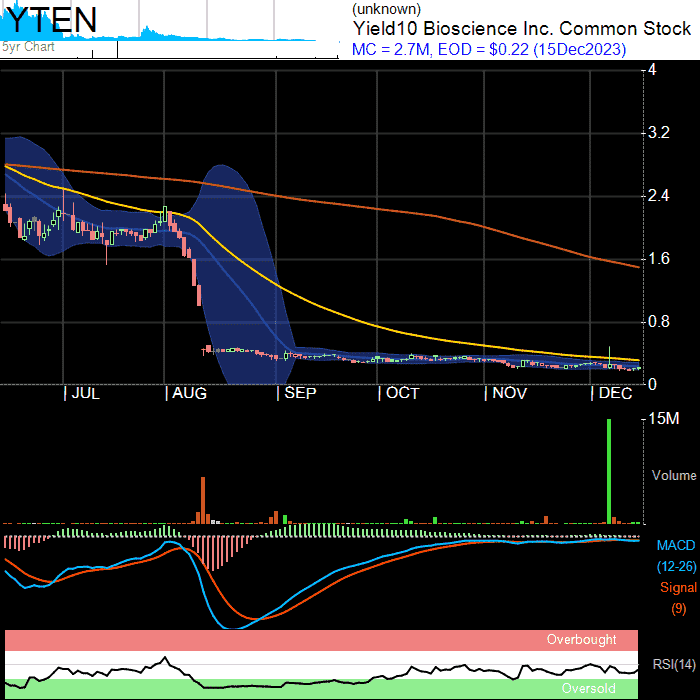 YTEN
5yr Chart
(unknown)
Yield10 Bioscience Inc. Common Stock
MC = 2.7M, EOD = $0.22 (15Dec2023)
4
3.2
2.4
1.6
0.8
0
JUL AUG SEP OCT NOV DEC
15M
Volume
MACD
(12-26)
Signal
(9)
Overbought
RSI(14)
Oversold